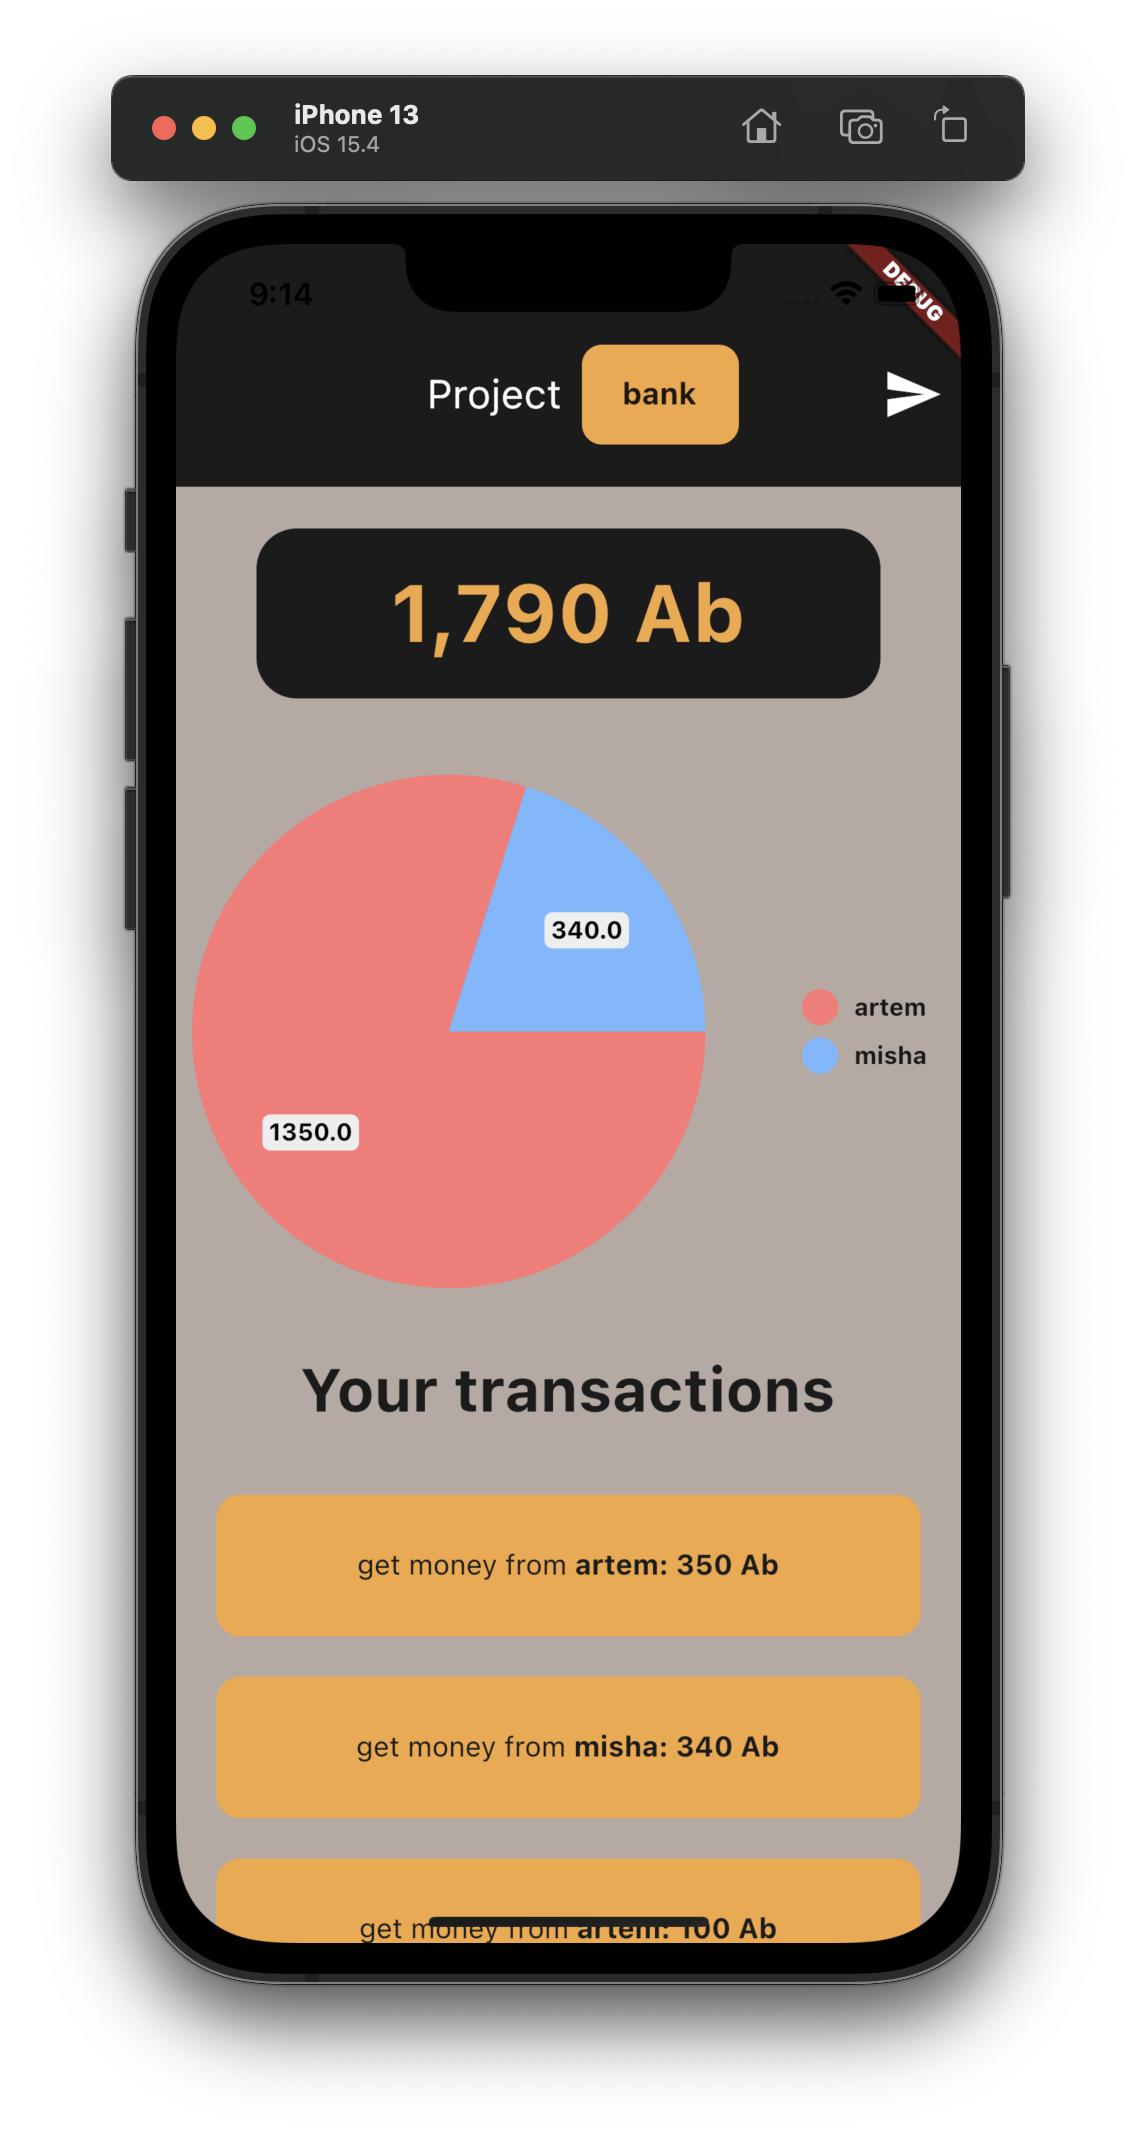 iPhone 13
iOS 15.4
9:14
DEBUG
Project bank
1,790 Ab
340.0
artem
misha
1350.0
Your transactions
get money from artem: 350 Ab
get money from misha: 340 Ab
get money from artem: 100 Ab